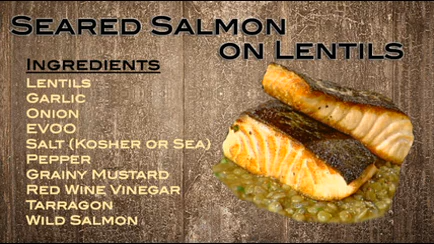 Seared Salmon
on Lentils
Ingredients
Lentils
Garlic
Onion
EVOO
Salt (Kosher or Sea)
Pepper
Grainy Mustard
Red Wine Vinegar
Tarragon
Wild Salmon